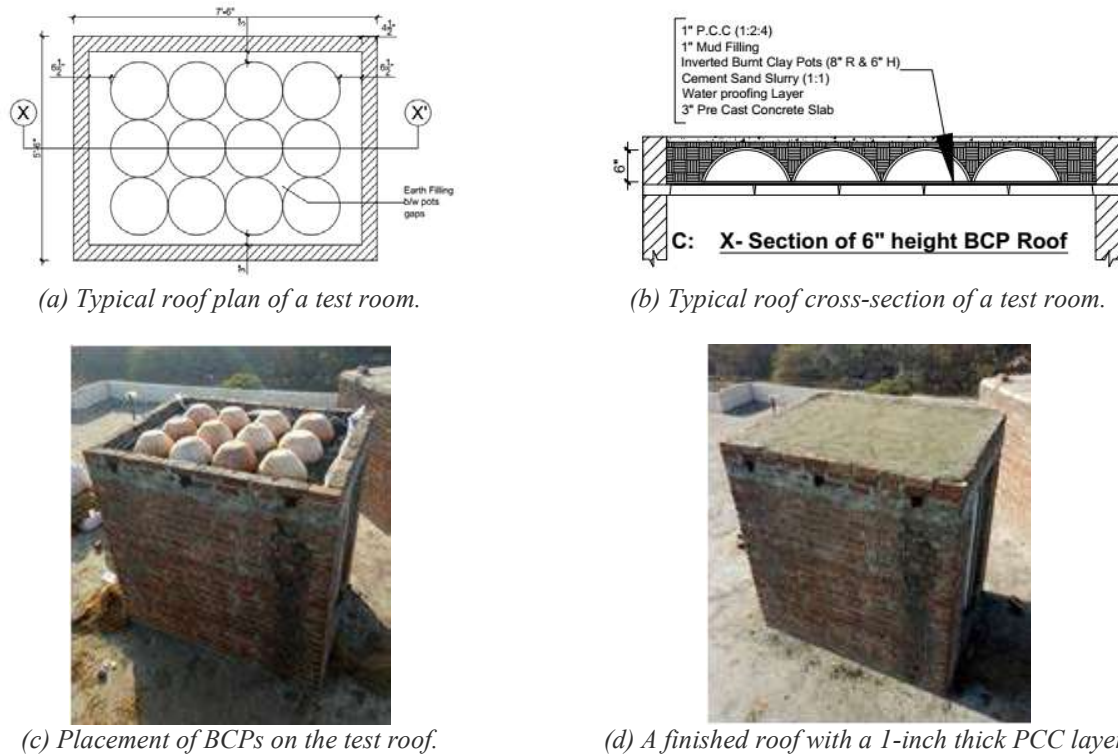 7'-6"
4½"
6½"
6½"
X
X'
5'-6"
Earth Filling
b/w pots
gaps
(a) Typical roof plan of a test room.
1" P.C.C (1:2:4)
1" Mud Filling
Inverted Burnt Clay Pots (8" R & 6" H)
Cement Sand Slurry (1:1)
Water proofing Layer
3" Pre Cast Concrete Slab
6"
C: X- Section of 6" height BCP Roof
(b) Typical roof cross-section of a test room.
(c) Placement of BCPs on the test roof.
(d) A finished roof with a 1-inch thick PCC laye